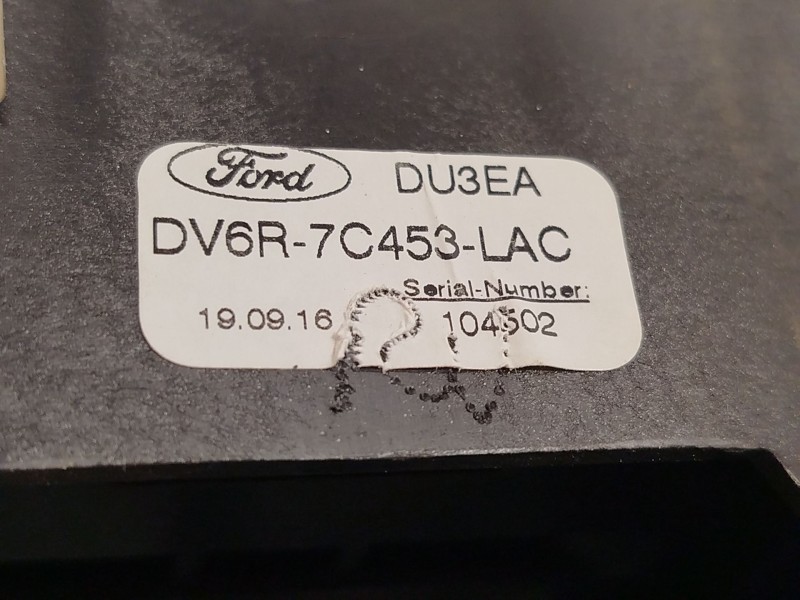 Ford DU3EA
DV6R-7C453-LAC
Serial-Number:
19.09.16 104502